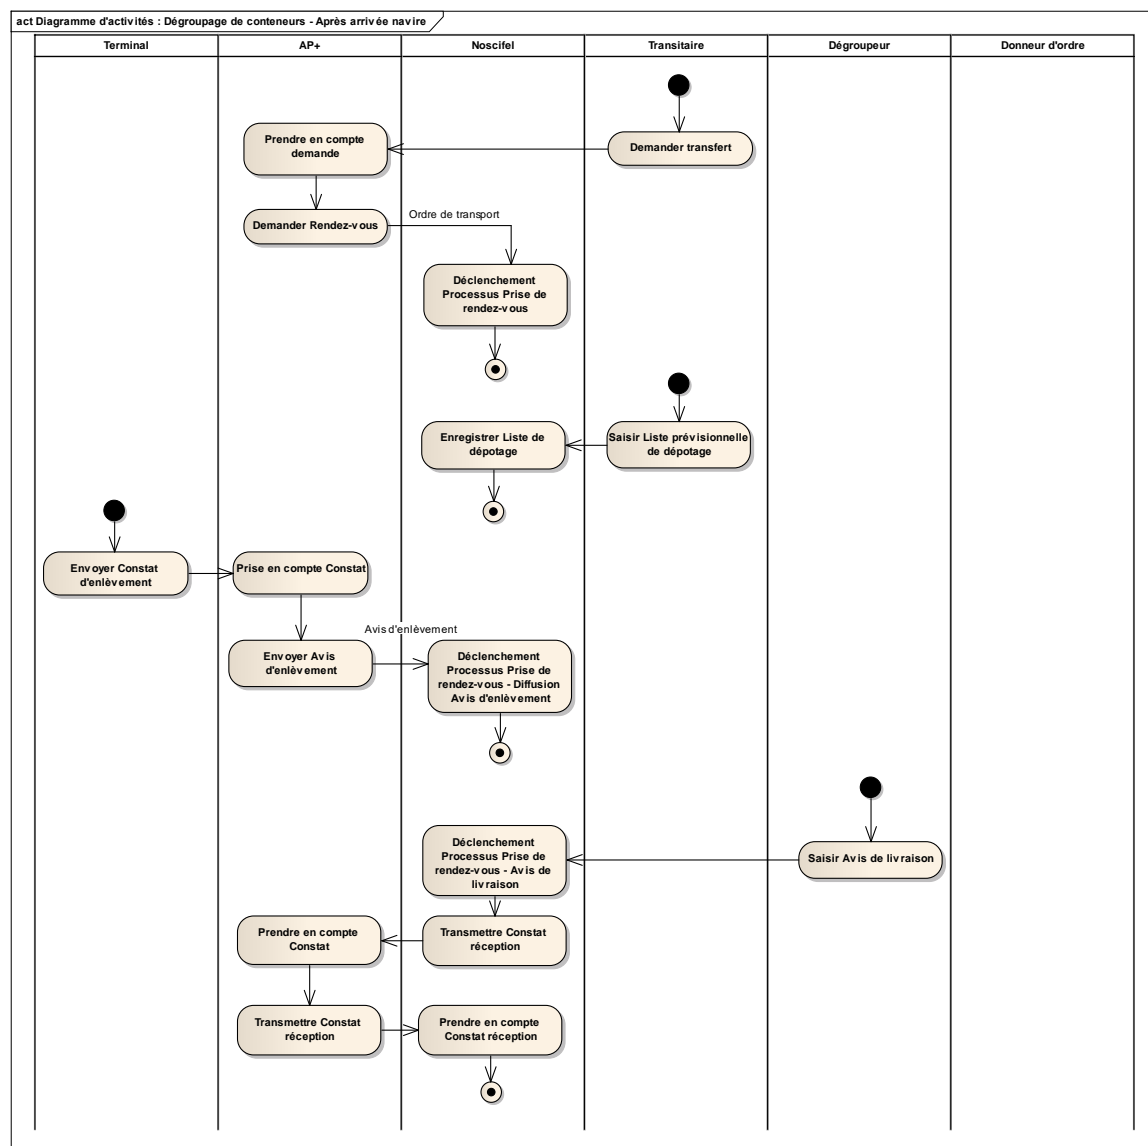 act Diagramme d'activités : Dégroupage de conteneurs - Après arrivée navire
Terminal
AP+
Noscifel
Transitaire
Dégroupeur
Donneur d'ordre
Prendre en compte
demande
Demander transfert
Demander Rendez-vous
Ordre de transport
Déclenchement
Processus Prise de
rendez-vous
Enregistrer Liste de
dépotage
Saisir Liste prévisionnelle
de dépotage
Envoyer Constat
d'enlèvement
Prise en compte Constat
Avis d'enlèvement
Envoyer Avis
d'enlèvement
Déclenchement
Processus Prise de
rendez-vous - Diffusion
Avis d'enlèvement
Déclenchement
Processus Prise de
rendez-vous - Avis de
livraison
Saisir Avis de livraison
Prendre en compte
Constat
Transmettre Constat
réception
Transmettre Constat
réception
Prendre en compte
Constat réception